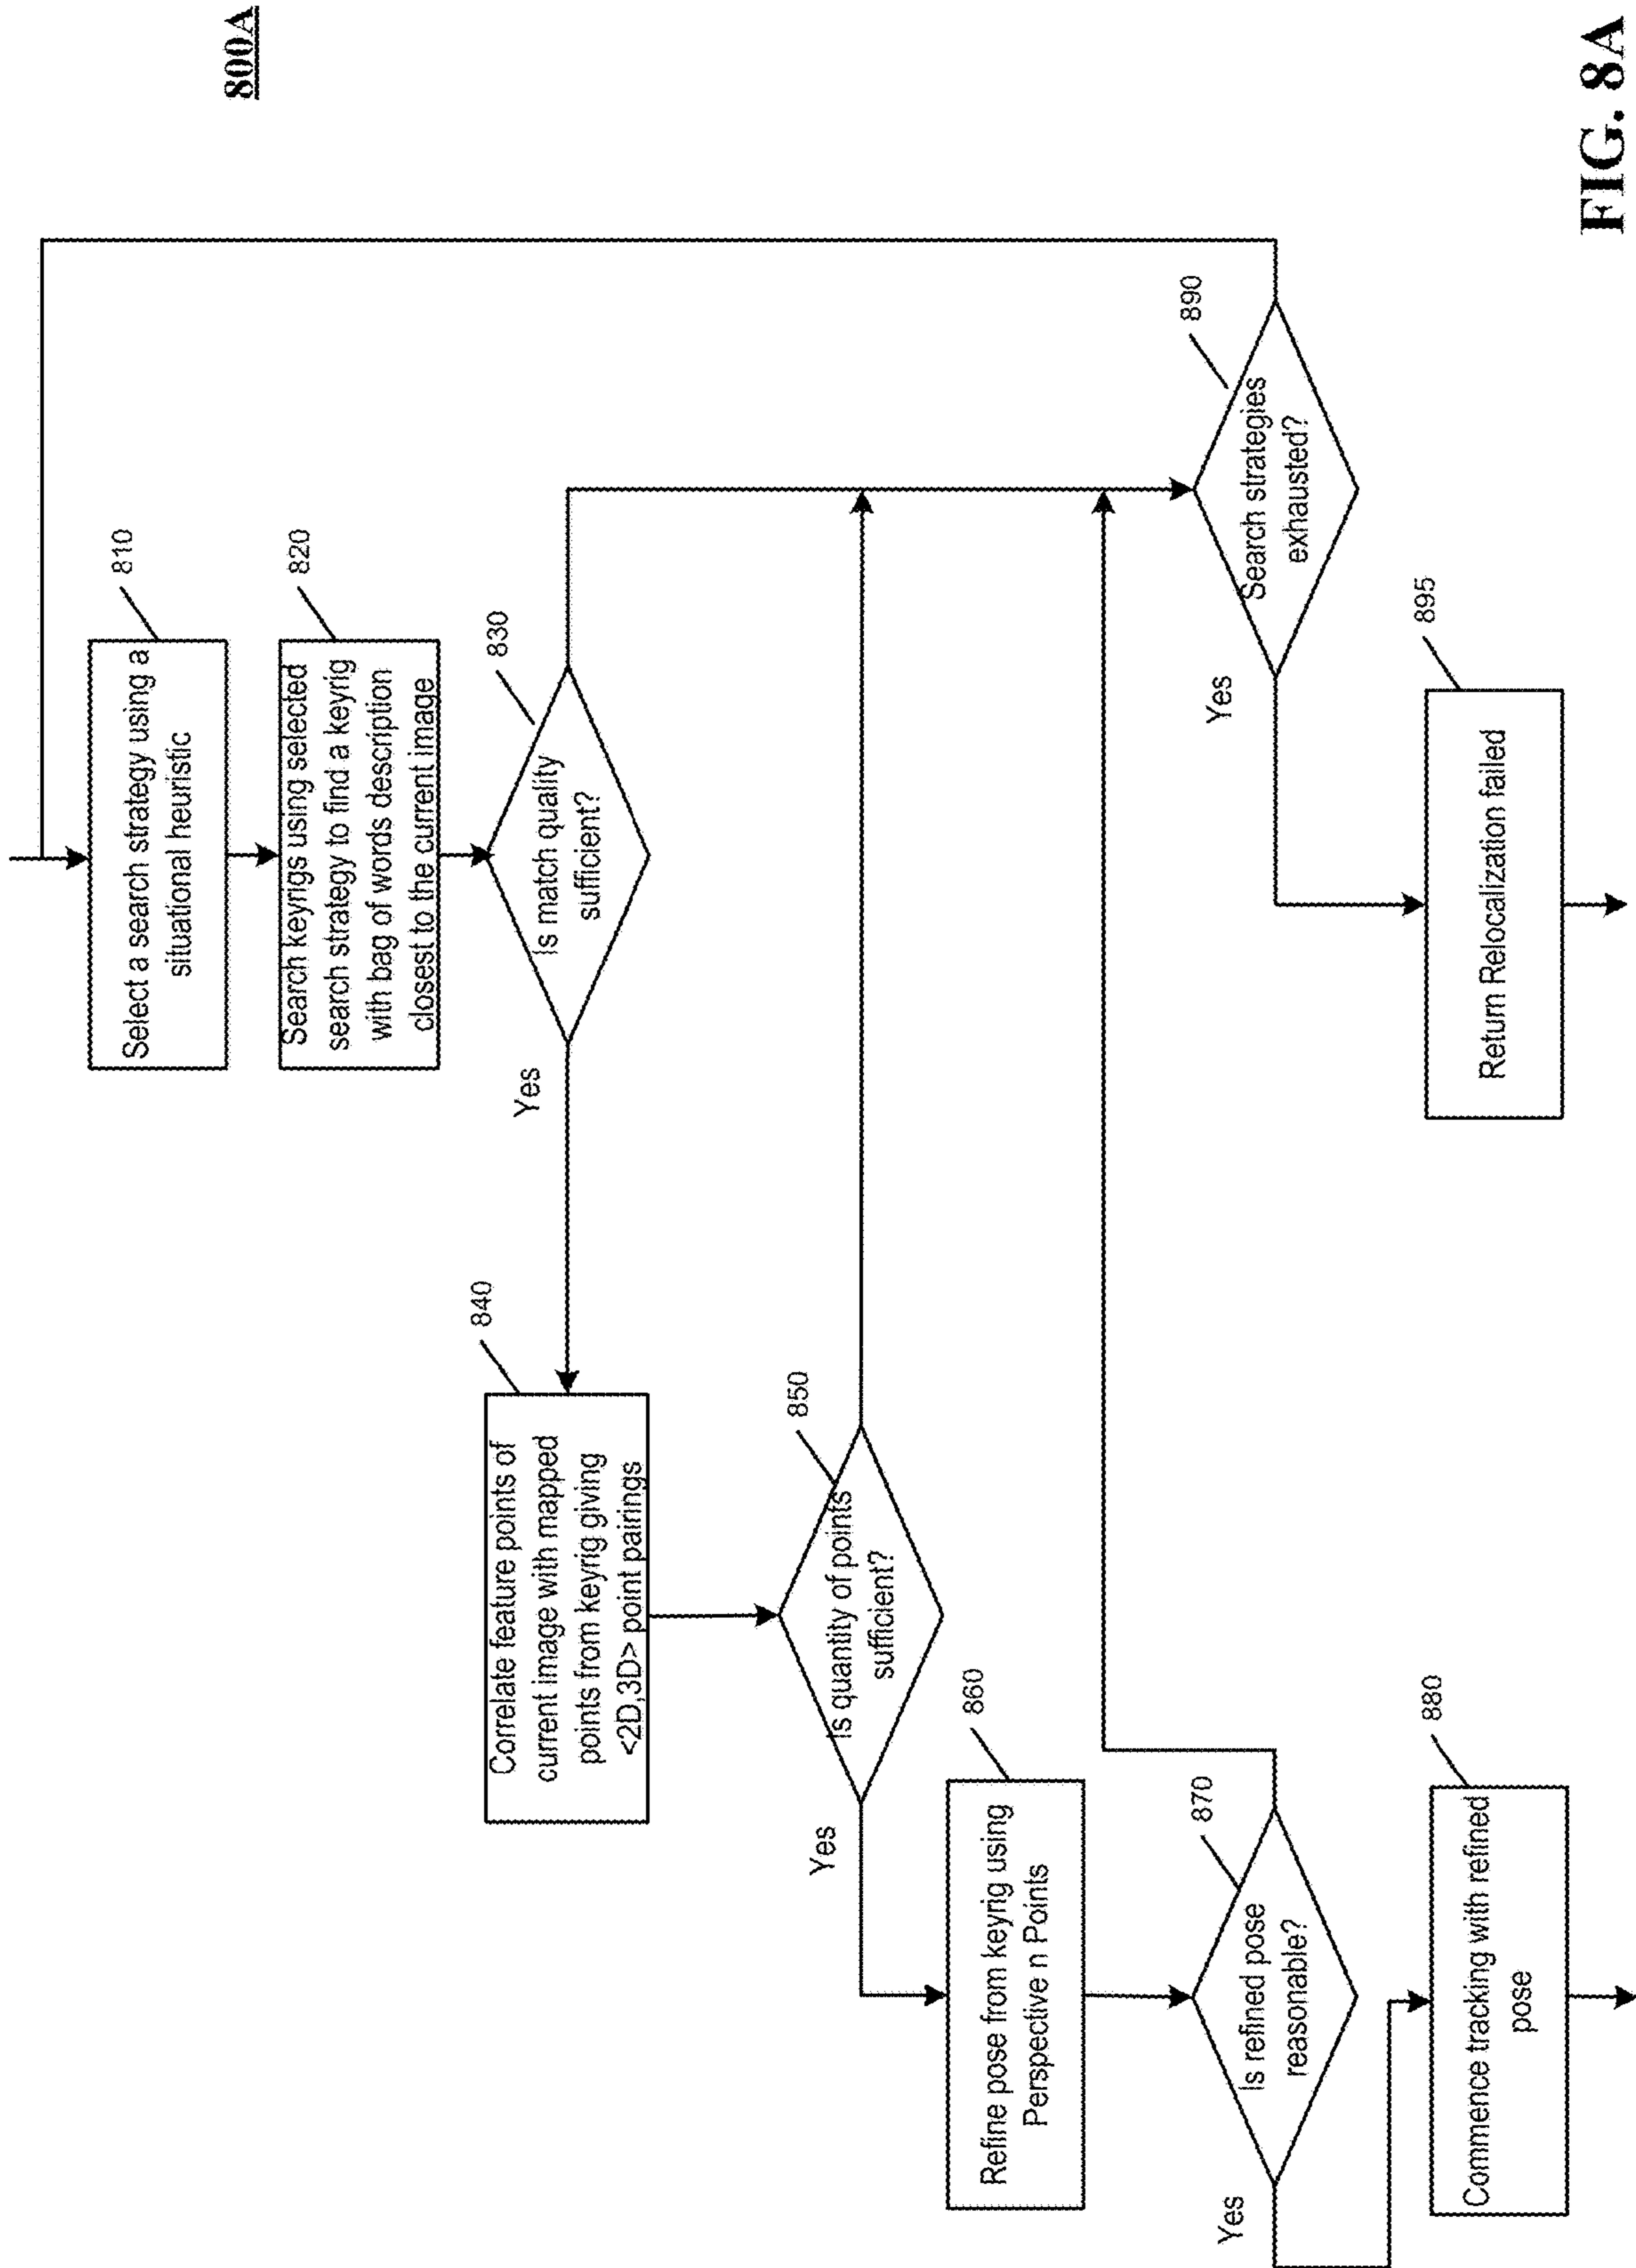 800A
810
Select a search strategy using a
situational heuristic
820
Search keyrigs using selected
search strategy to find a keyrig
with bag of words description
closest to the current image
830
Is match quality
sufficient?
Yes
840
Correlate feature points of
current image with mapped
points from keyrig giving
<2D,3D> point pairings
850
Is quantity of points
sufficient?
Yes
860
Refine pose from keyrig using
Perspective n Points
870
Is refined pose
reasonable?
Yes
880
Commence tracking with refined
pose
890
Search strategies
exhausted?
Yes
895
Return Relocalization failed
FIG. 8A